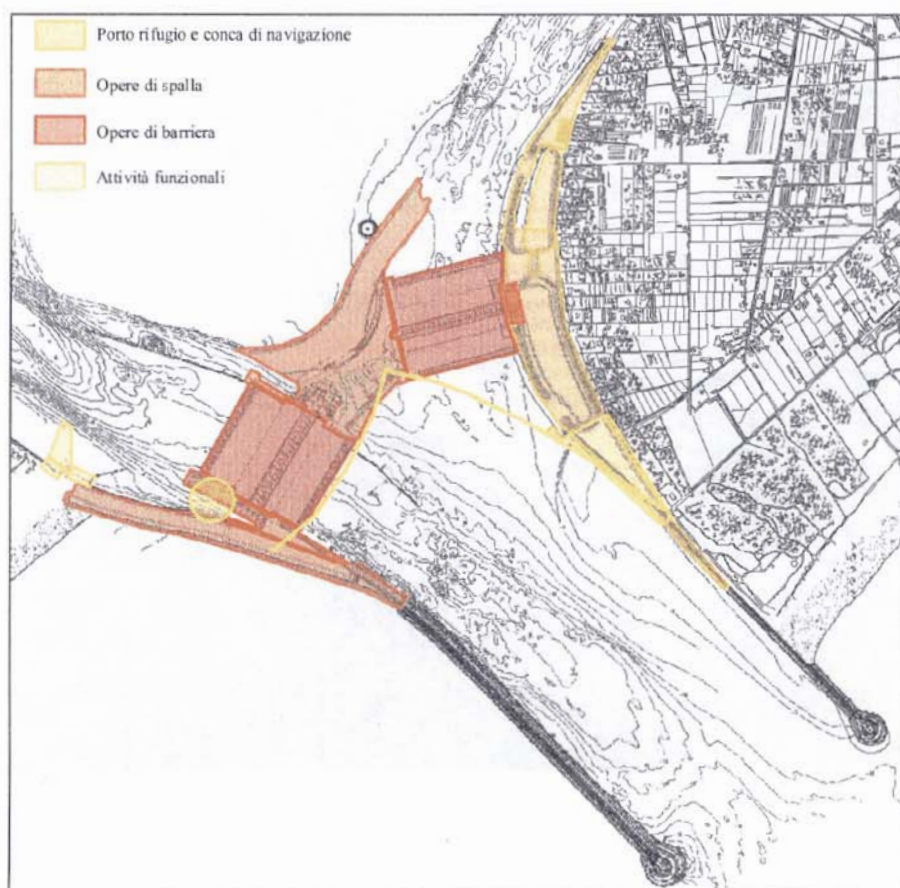 Porto rifugio e conca di navigazione
Opere di spalla
Opere di barriera
Attività funzionali